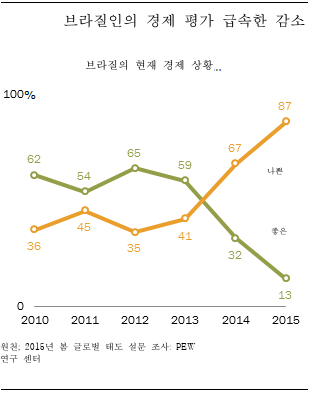 브라질인의 경제 평가 급속한 감소
브라질의 현재 경제 상황...
100%
87
62 54 65 59 67
나쁜
36 45 35 41 32
좋은
13
0
2010 2011 2012 2013 2014 2015
원천: 2015년 봄 글로벌 태도 설문 조사: PEW
연구 센터